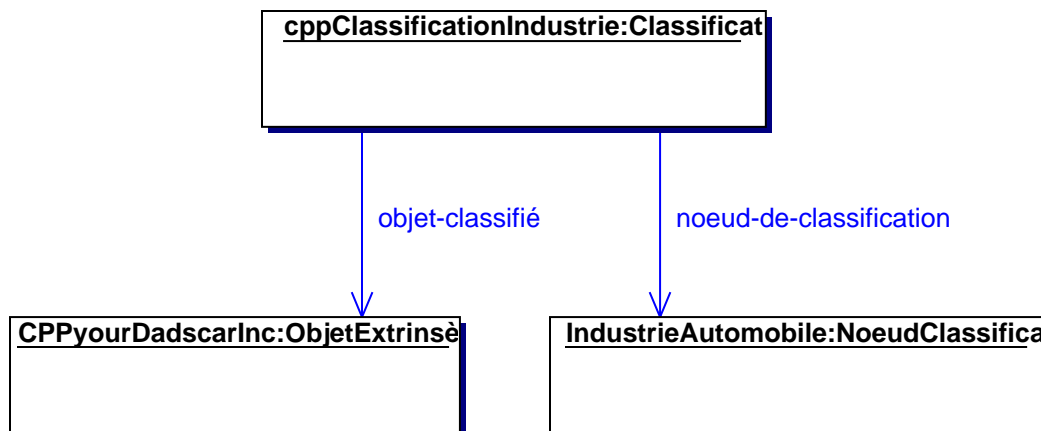 cppClassificationIndustrie:Classificat
objet-classifié
noeud-de-classification
CPPyourDadscarInc:ObjetExtrinsè
IndustrieAutomobile:NoeudClassifica